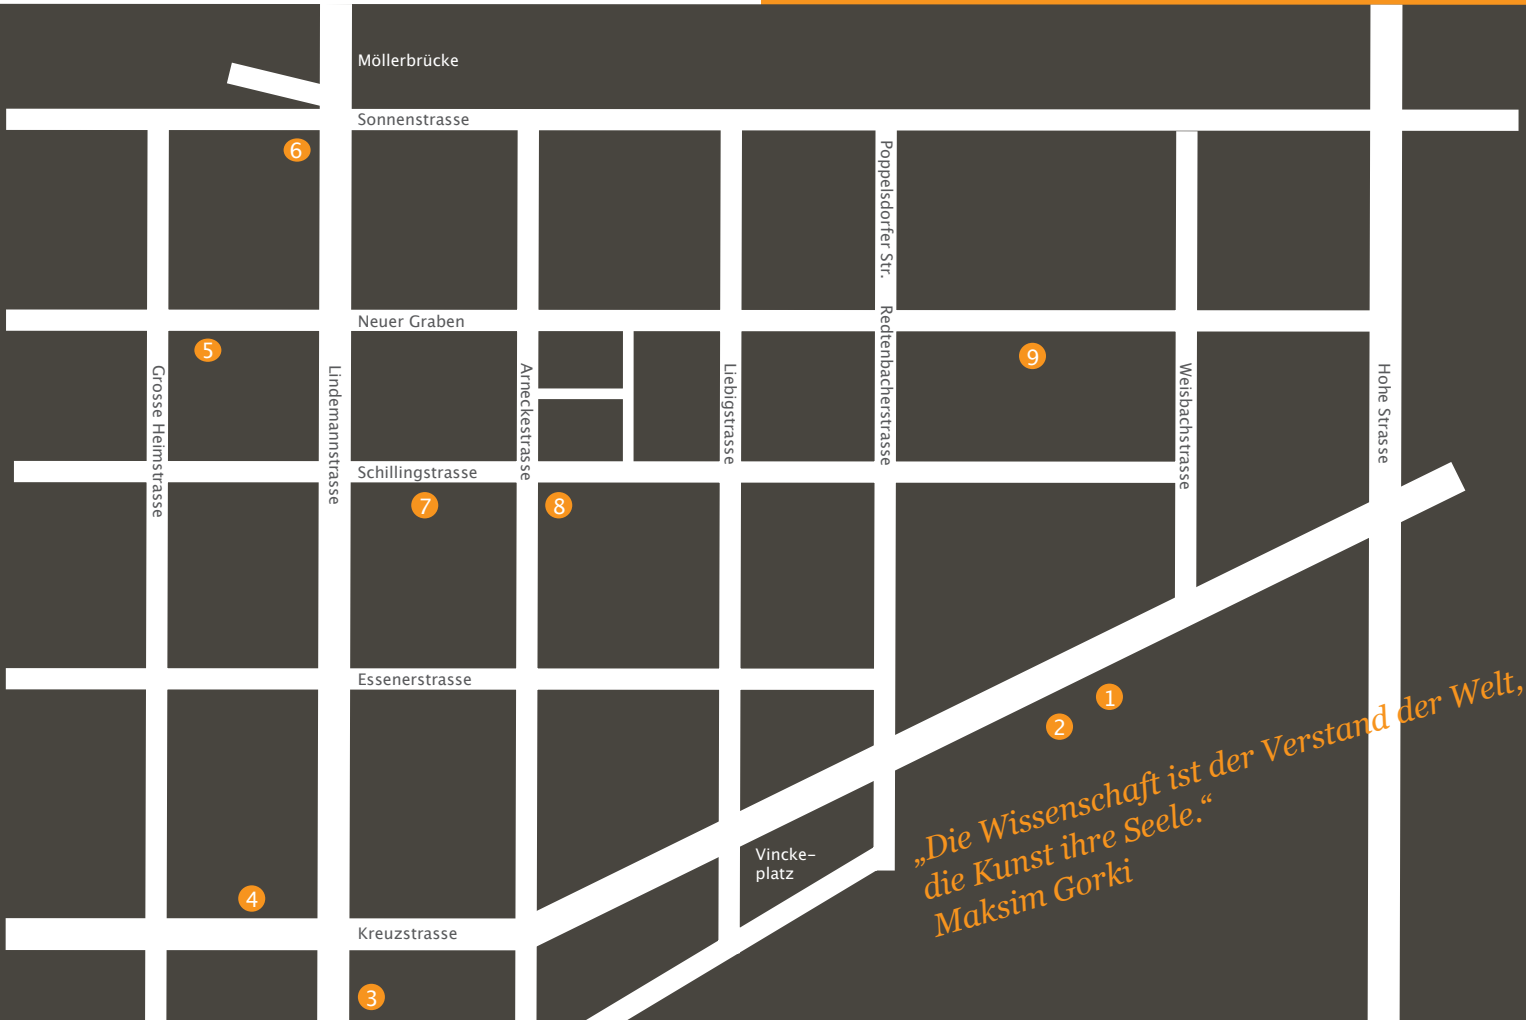 Möllerbrücke
Sonnenstrasse
6
Poppelsdorfer Str.
Neuer Graben
5
9
Grosse Heimstrasse
Lindemannstrasse
Arneckestrasse
Liebigstrasse
Redtenbacherstrasse
Weisbachstrasse
Hohe Strasse
Schillingstrasse
7
8
Essenerstrasse
1
2
„Die Wissenschaft ist der Verstand der Welt,
die Kunst ihre Seele.“
Maksim Gorki
Vincke-
platz
4
Kreuzstrasse
3